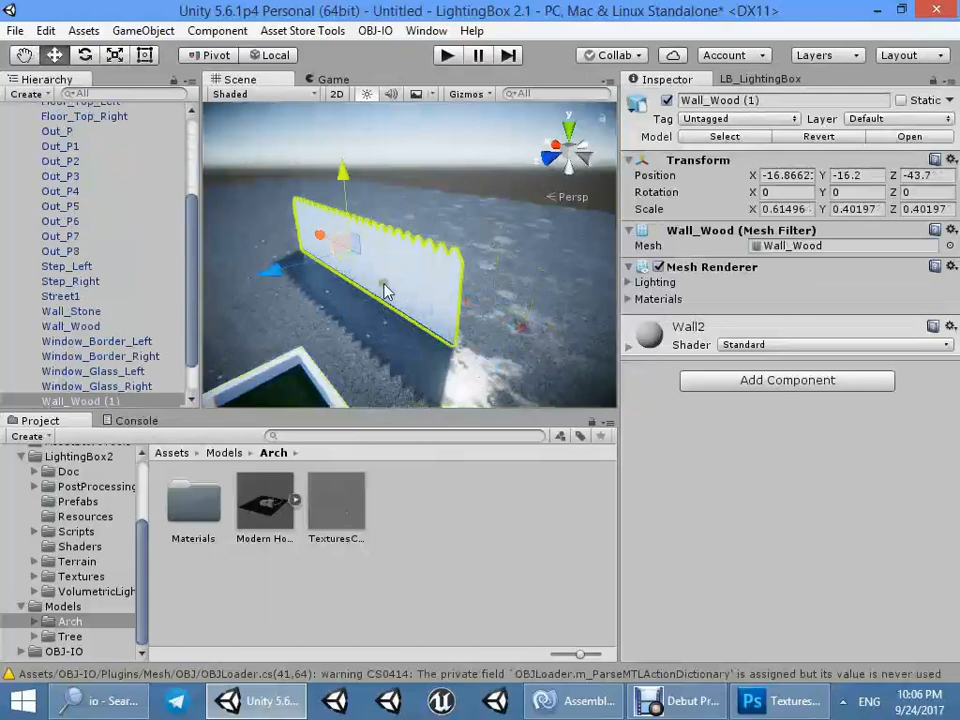 Unity 5.6.1p4 Personal (64bit) - Untitled - LightingBox 2.1 - PC, Mac & Linux Standalone* <DX11>
File Edit Assets GameObject Component Asset Store Tools OBJ-IO Window Help
Pivot Local Collab Account Layers Layout
Hierarchy
Create All
Floor_Top_Left
Floor_Top_Right
Out_P
Out_P1
Out_P2
Out_P3
Out_P4
Out_P5
Out_P6
Out_P7
Out_P8
Step_Left
Step_Right
Street1
Wall_Stone
Wall_Wood
Window_Border_Left
Window_Border_Right
Window_Glass_Left
Window_Glass_Right
Wall_Wood (1)
Scene Game
Shaded 2D Gizmos All
y
Persp
Inspector LB_LightingBox
Wall_Wood (1) Static
Tag Untagged Layer Default
Model Select Revert Open
Transform
Position X -16.8662 Y -16.2 Z -43.7
Rotation X 0 Y 0 Z 0
Scale X 0.61496 Y 0.40197 Z 0.40197
Wall_Wood (Mesh Filter)
Mesh Wall_Wood
Mesh Renderer
Lighting
Materials
Wall2
Shader Standard
Add Component
Project Console
Create
LightingBox2
Doc
PostProcessing
Prefabs
Resources
Scripts
Shaders
Terrain
Textures
VolumetricLigh
Models
Arch
Tree
OBJ-IO
Assets Models Arch
Materials Modern Ho... TexturesC...
Assets/OBJ-IO/Plugins/Mesh/OBJ/OBJLoader.cs(41,64): warning CS0414: The private field `OBJLoader.m_ParseMTLActionDictionary' is assigned but its value is never used
io - Sear... Unity 5.6.... Assembl... Debut Pr... Textures... 10:06 PM
9/24/2017